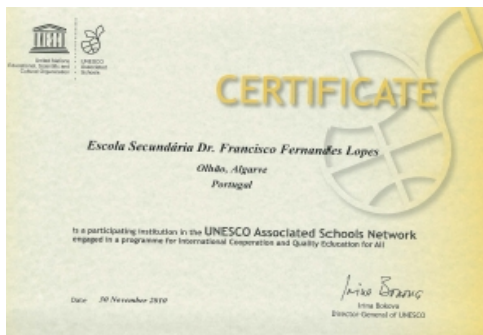 United Nations
Educational, Scientific and
Cultural Organization
UNESCO
Associated
Schools
CERTIFICATE
Escola Secundária Dr. Francisco Fernandes Lopes
Olhão, Algarve
Portugal
is a participating institution in the UNESCO Associated Schools Network
engaged in a programme for International Cooperation and Quality Education for All
Irina Bokova
Date 30 November 2010
Irina Bokova
Director-General of UNESCO